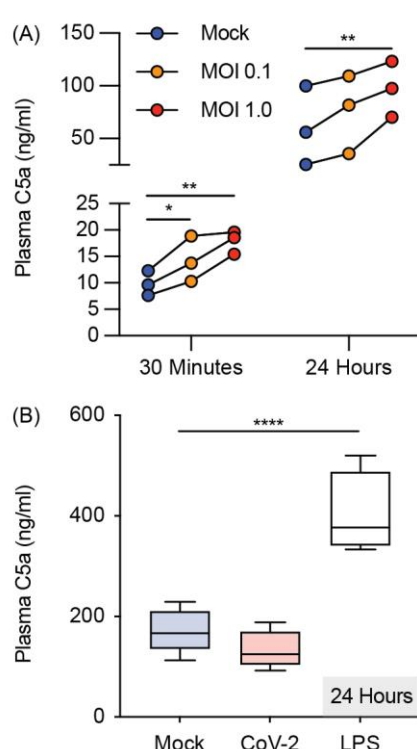 (A)
150
100
50
25
20
15
10
5
0
Plasma C5a (ng/ml)
Mock
MOI 0.1
MOI 1.0
**
**
*
30 Minutes
24 Hours
(B)
600
400
200
0
Plasma C5a (ng/ml)
****
24 Hours
Mock
CoV-2
LPS